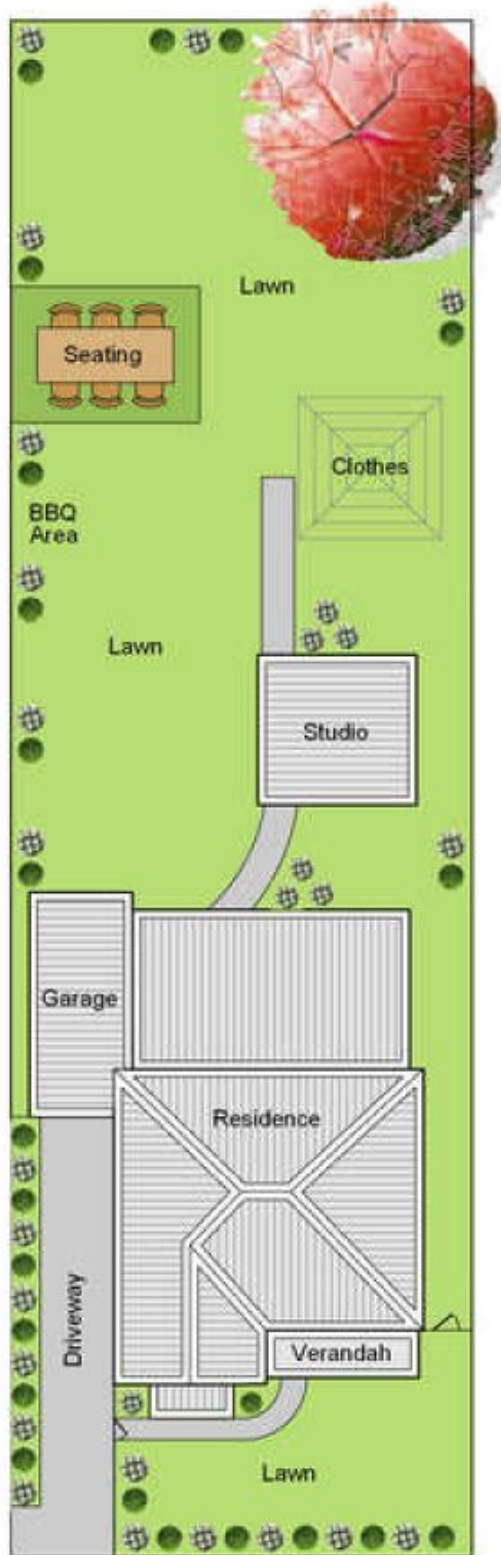 Lawn
Seating
Clothes
BBQ
Area
Lawn
Studio
Garage
Residence
Driveway
Verandah
Lawn